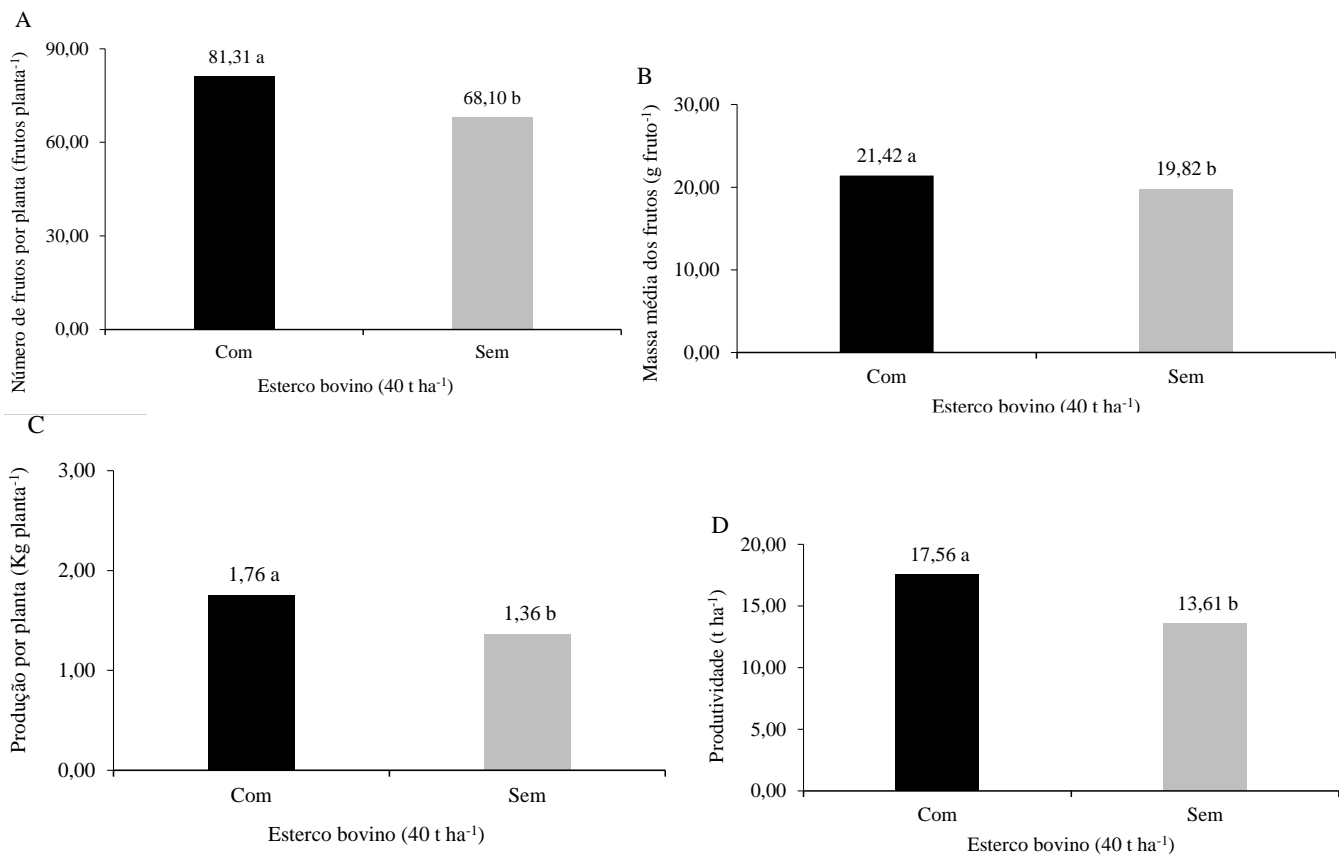 A
Número de frutos por planta (frutos planta⁻¹)
90,00
60,00
30,00
0,00
81,31 a
68,10 b
Com
Sem
Esterco bovino (40 t ha⁻¹)
B
Massa média dos frutos (g fruto⁻¹)
30,00
20,00
10,00
0,00
21,42 a
19,82 b
Com
Sem
Esterco bovino (40 t ha⁻¹)
C
Produção por planta (Kg planta⁻¹)
3,00
2,00
1,00
0,00
1,76 a
1,36 b
Com
Sem
Esterco bovino (40 t ha⁻¹)
D
Produtividade (t ha⁻¹)
20,00
15,00
10,00
5,00
0,00
17,56 a
13,61 b
Com
Sem
Esterco bovino (40 t ha⁻¹)